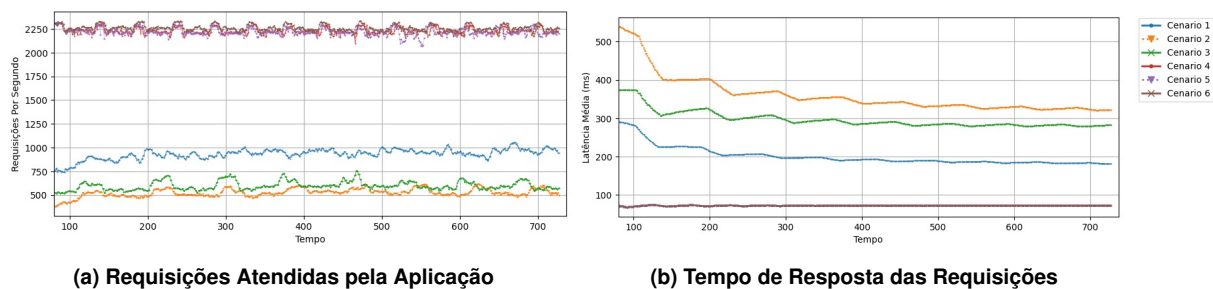 2250
2000
1750
1500
1250
1000
750
500
Requisições Por Segundo
100 200 300 400 500 600 700
Tempo
(a) Requisições Atendidas pela Aplicação
500
400
300
200
100
Latência Média (ms)
100 200 300 400 500 600 700
Tempo
(b) Tempo de Resposta das Requisições
Cenario 1
Cenario 2
Cenario 3
Cenario 4
Cenario 5
Cenario 6